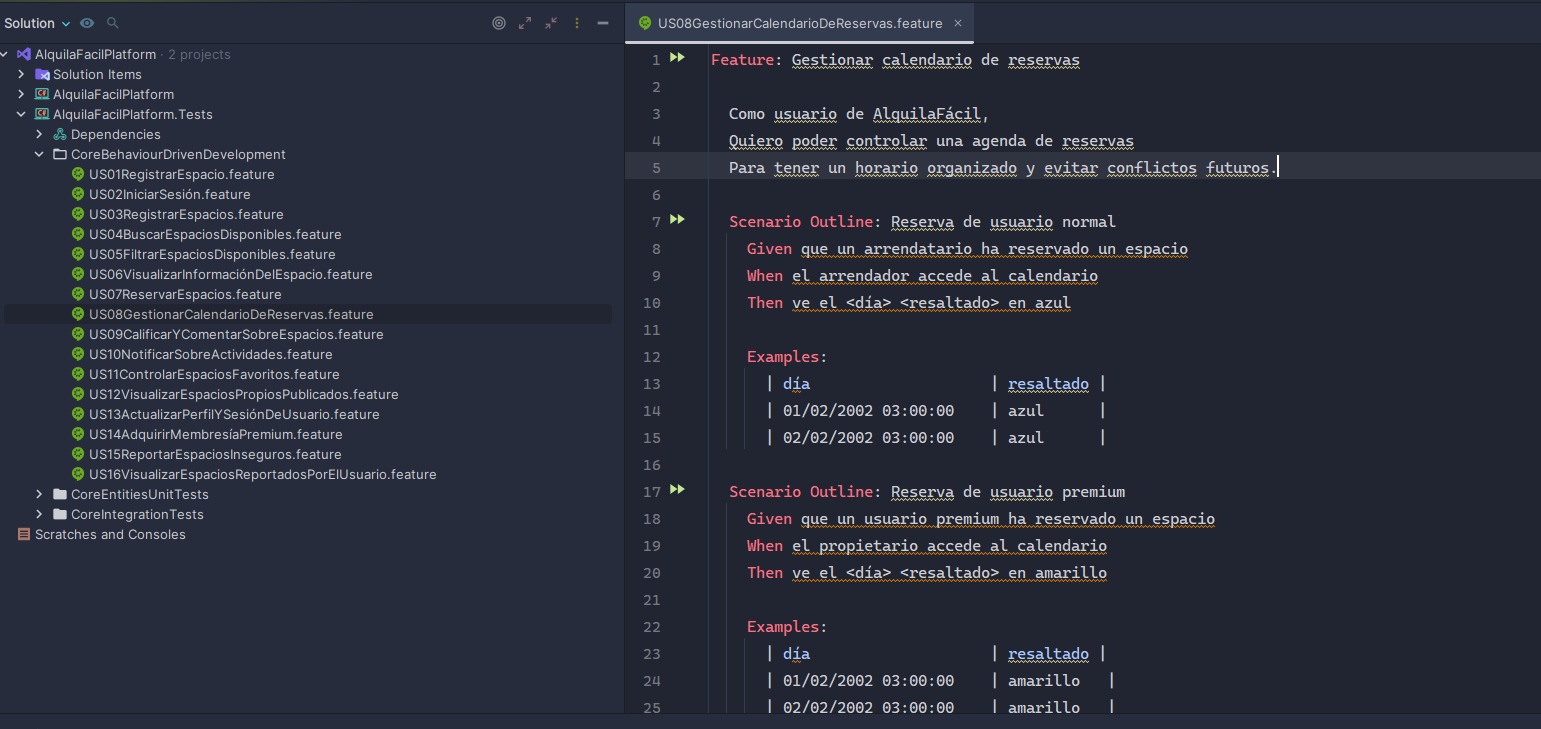 Solution
AlquilaFacilPlatform · 2 projects
Solution Items
AlquilaFacilPlatform
AlquilaFacilPlatform.Tests
Dependencies
CoreBehaviourDrivenDevelopment
US01RegistrarEspacio.feature
US02IniciarSesión.feature
US03RegistrarEspacios.feature
US04BuscarEspaciosDisponibles.feature
US05FiltrarEspaciosDisponibles.feature
US06VisualizarInformaciónDelEspacio.feature
US07ReservarEspacios.feature
US08GestionarCalendarioDeReservas.feature
US09CalificarYComentarSobreEspacios.feature
US10NotificarSobreActividades.feature
US11ControlarEspaciosFavoritos.feature
US12VisualizarEspaciosPropiosPublicados.feature
US13ActualizarPerfilYSesiónDeUsuario.feature
US14AdquirirMembresíaPremium.feature
US15ReportarEspaciosInseguros.feature
US16VisualizarEspaciosReportadosPorElUsuario.feature
CoreEntitiesUnitTests
CoreIntegrationTests
Scratches and Consoles
US08GestionarCalendarioDeReservas.feature
1 Feature: Gestionar calendario de reservas
2
3 Como usuario de AlquilaFácil,
4 Quiero poder controlar una agenda de reservas
5 Para tener un horario organizado y evitar conflictos futuros.
6
7 Scenario Outline: Reserva de usuario normal
8 Given que un arrendatario ha reservado un espacio
9 When el arrendador accede al calendario
10 Then ve el <día> <resaltado> en azul
11
12 Examples:
13 | día | resaltado |
14 | 01/02/2002 03:00:00 | azul |
15 | 02/02/2002 03:00:00 | azul |
16
17 Scenario Outline: Reserva de usuario premium
18 Given que un usuario premium ha reservado un espacio
19 When el propietario accede al calendario
20 Then ve el <día> <resaltado> en amarillo
21
22 Examples:
23 | día | resaltado |
24 | 01/02/2002 03:00:00 | amarillo |
25 | 02/02/2002 03:00:00 | amarillo |